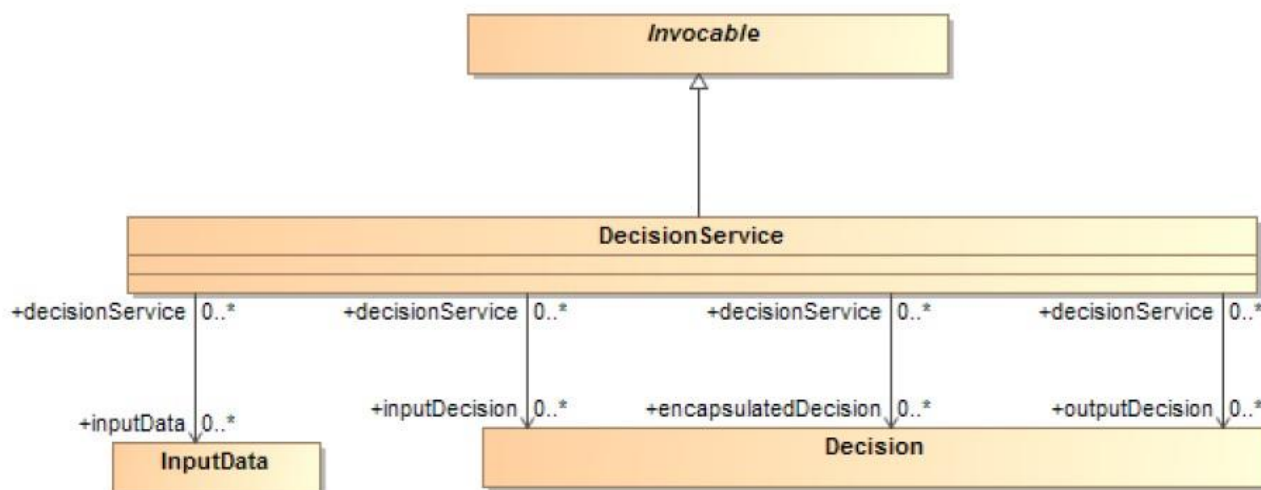 Invocable
DecisionService
+decisionService 0..* +decisionService 0..* +decisionService 0..* +decisionService 0..*
+inputData 0..* +inputDecision 0..* +encapsulatedDecision 0..* +outputDecision 0..*
InputData
Decision